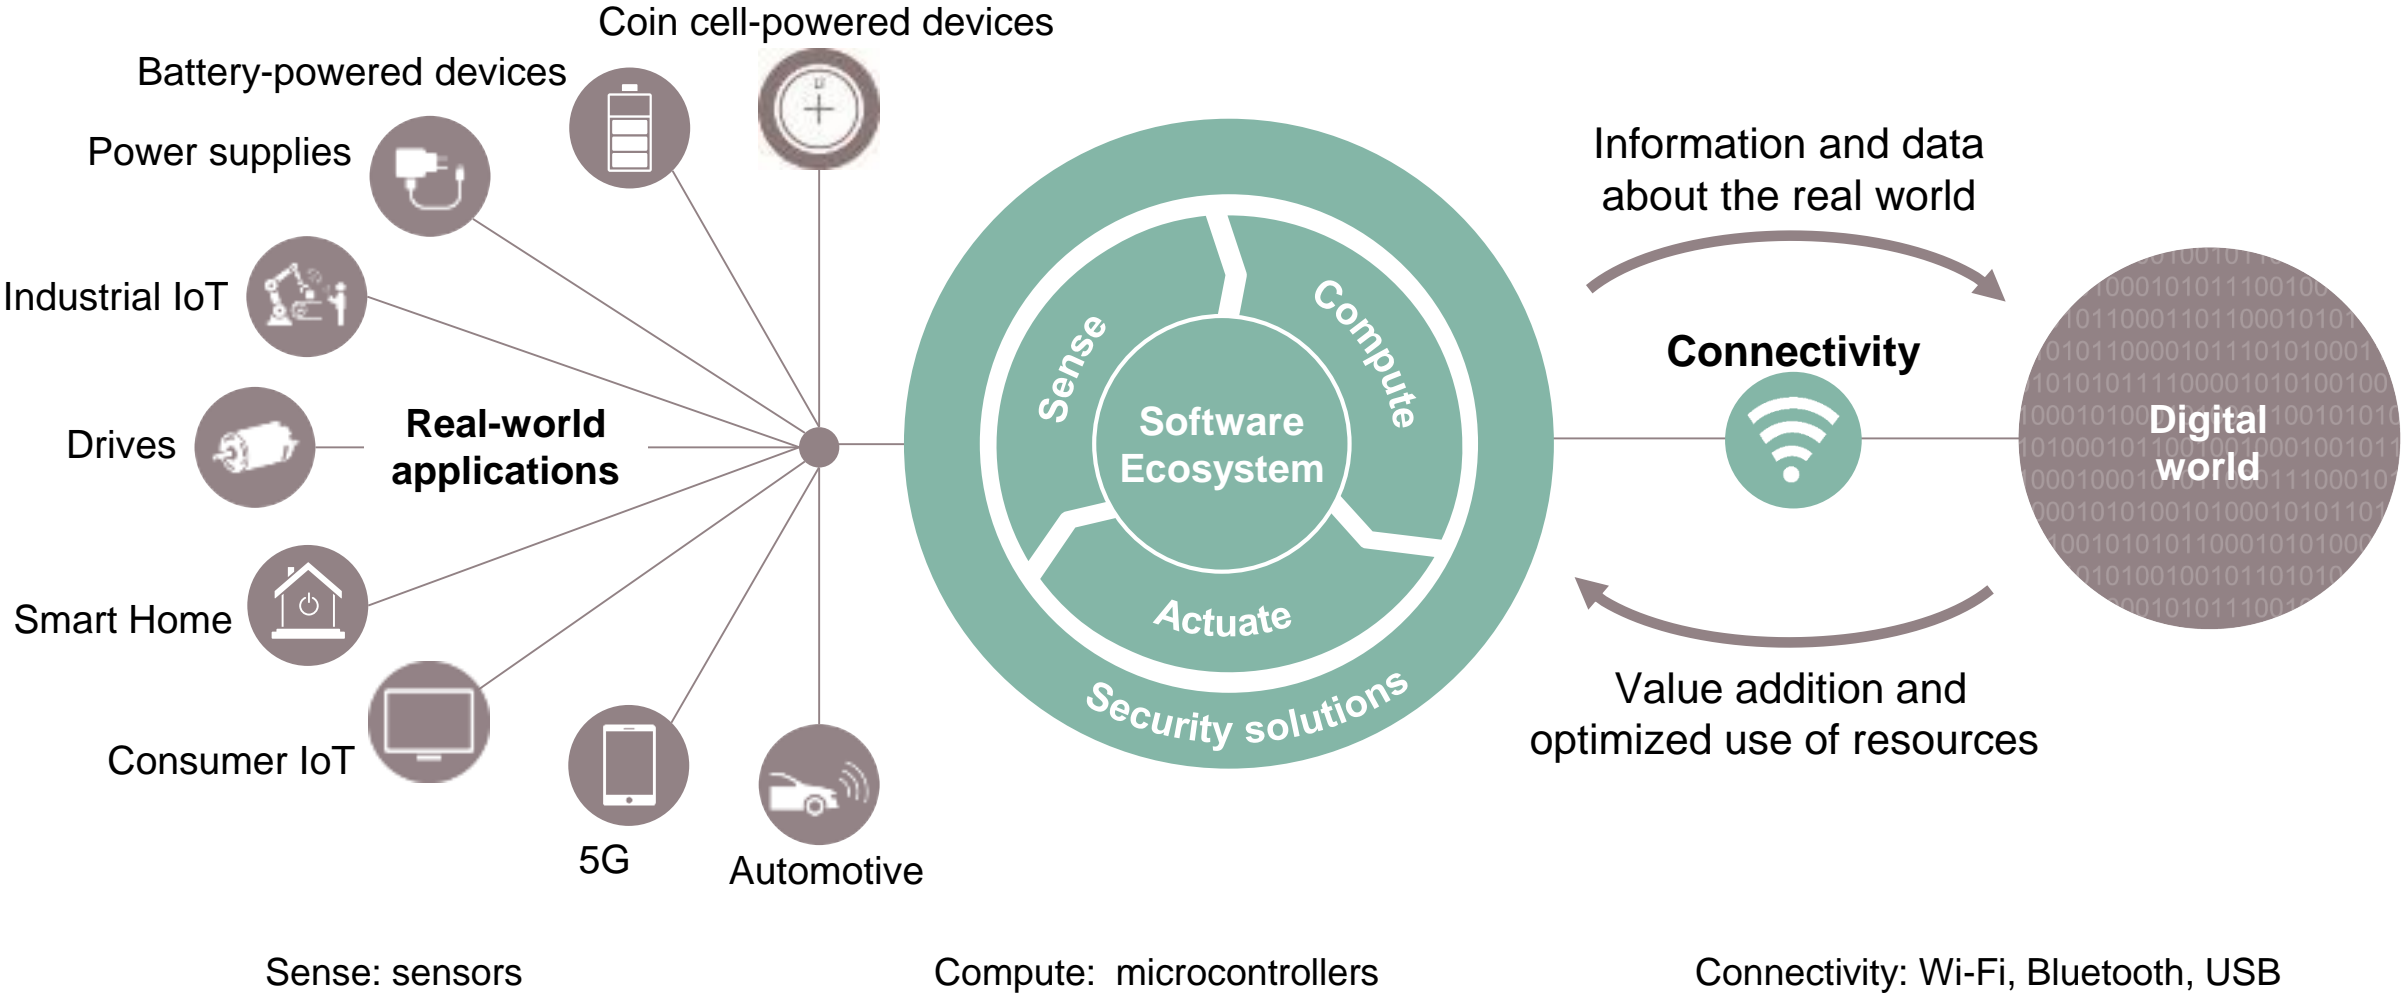 Coin cell-powered devices
Battery-powered devices
Power supplies
Industrial IoT
Drives
Smart Home
Consumer IoT
5G
Automotive
Real-world
applications
Sense
Compute
Actuate
Software
Ecosystem
Security solutions
Information and data
about the real world
Connectivity
Value addition and
optimized use of resources
Digital
world
Sense: sensors
Compute: microcontrollers
Connectivity: Wi-Fi, Bluetooth, USB